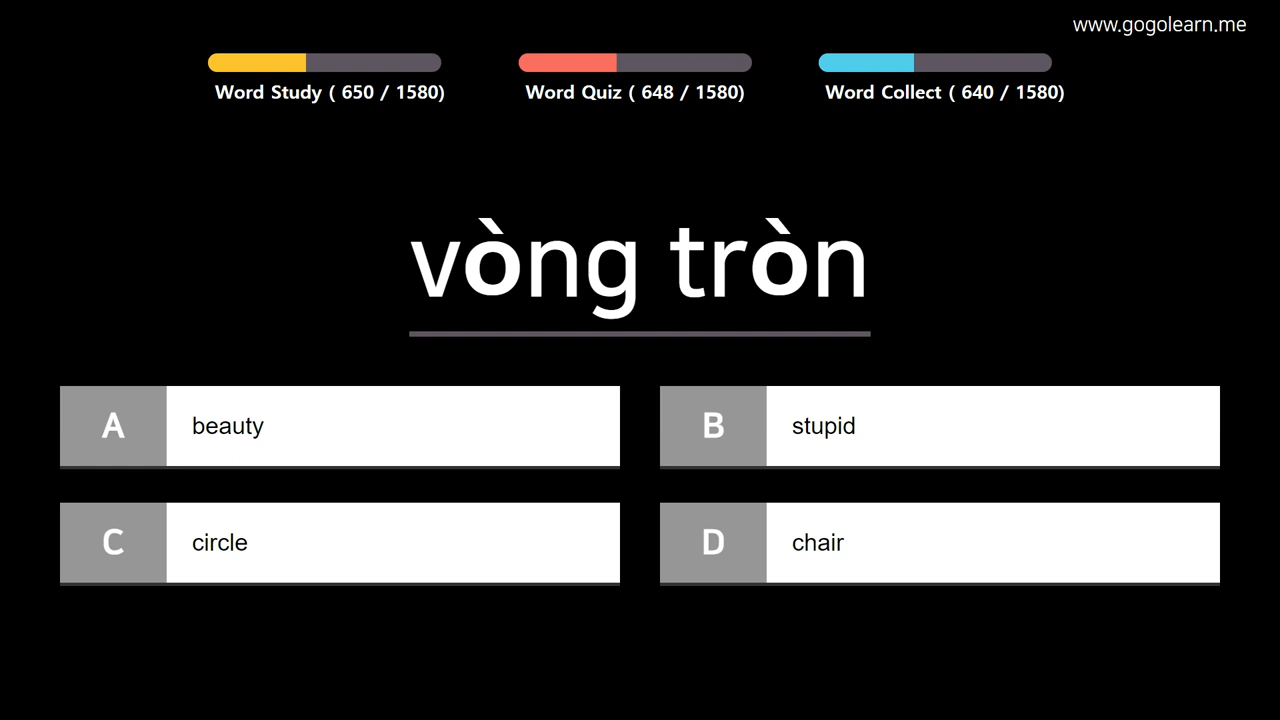 www.gogolearn.me
Word Study ( 650 / 1580)
Word Quiz ( 648 / 1580)
Word Collect ( 640 / 1580)
vòng tròn
A beauty
B stupid
C circle
D chair